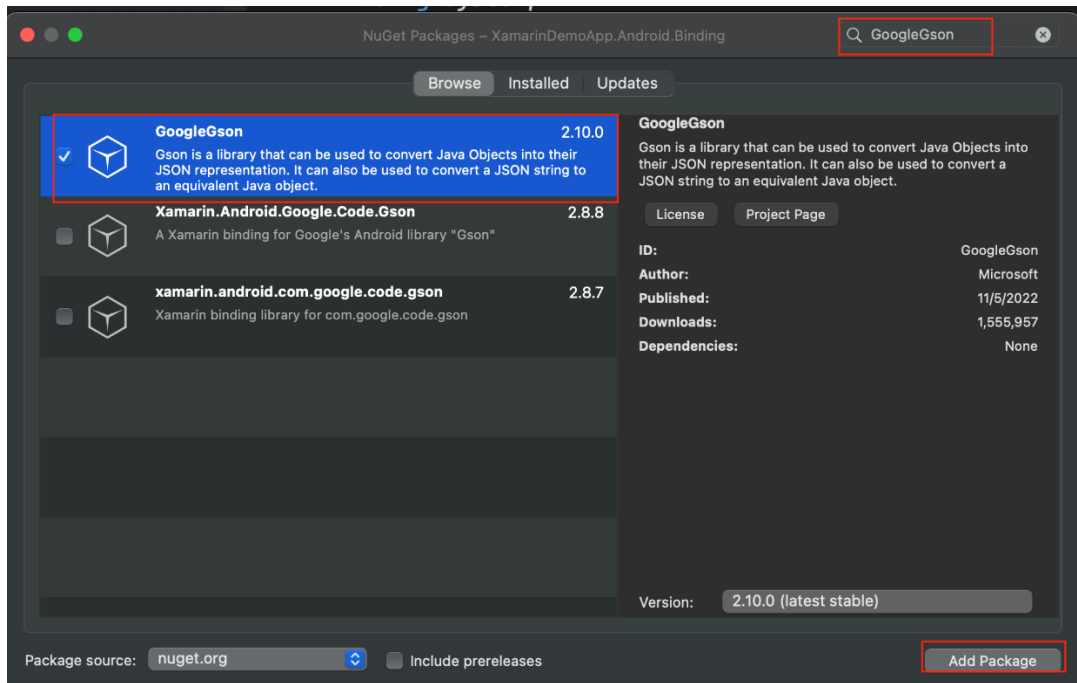 NuGet Packages – XamarinDemoApp.Android.Binding
GoogleGson
Browse
Installed
Updates
GoogleGson
2.10.0
Gson is a library that can be used to convert Java Objects into their
JSON representation. It can also be used to convert a JSON string to
an equivalent Java object.
Xamarin.Android.Google.Code.Gson
2.8.8
A Xamarin binding for Google's Android library "Gson"
xamarin.android.com.google.code.gson
2.8.7
Xamarin binding library for com.google.code.gson
GoogleGson
Gson is a library that can be used to convert Java Objects into
their JSON representation. It can also be used to convert a
JSON string to an equivalent Java object.
License
Project Page
ID: GoogleGson
Author: Microsoft
Published: 11/5/2022
Downloads: 1,555,957
Dependencies: None
Version: 2.10.0 (latest stable)
Package source: nuget.org
Include prereleases
Add Package